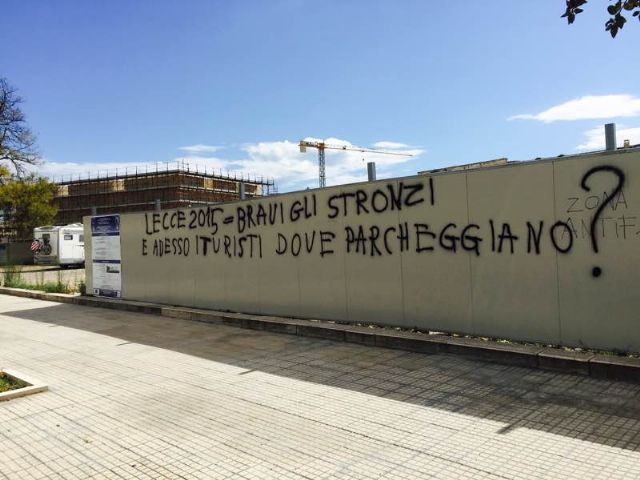 LECCE 2015 = BRAVI GLI STRONZI
E ADESSO I TURISTI DOVE PARCHEGGIANO?
ZONA
ANTIF